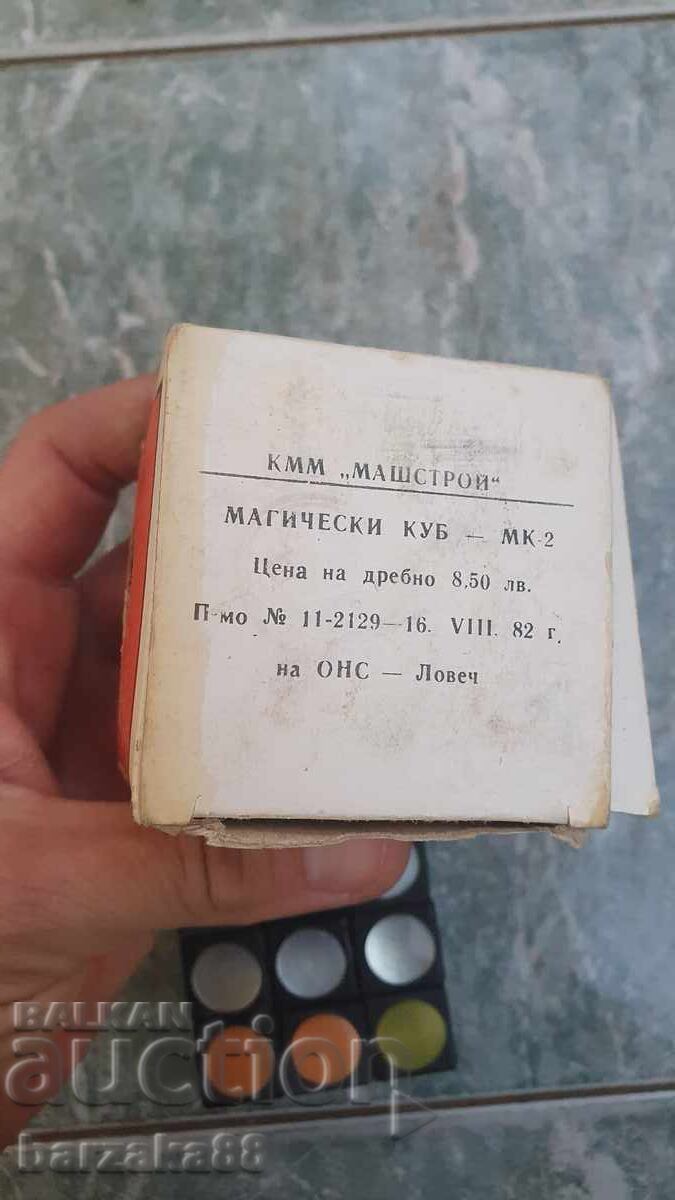 КММ „МАШСТРОЙ“
МАГИЧЕСКИ КУБ — МК-2
Цена на дребно 8,50 лв.
П-мо № 11-2129—16. VIII. 82 г.
на ОНС — Ловеч
BALKAN
auction
barzaka88